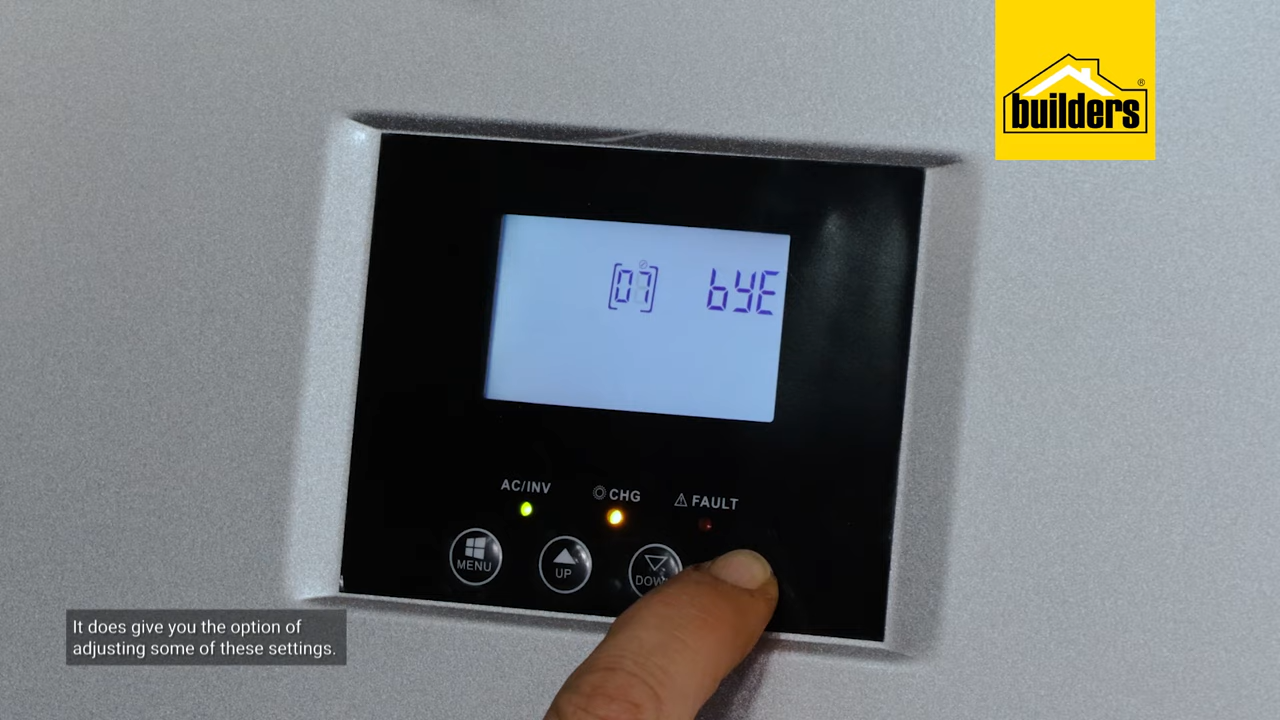 builders®
[07] byE
AC/INV
CHG
FAULT
MENU
UP
DOW
It does give you the option of
adjusting some of these settings.